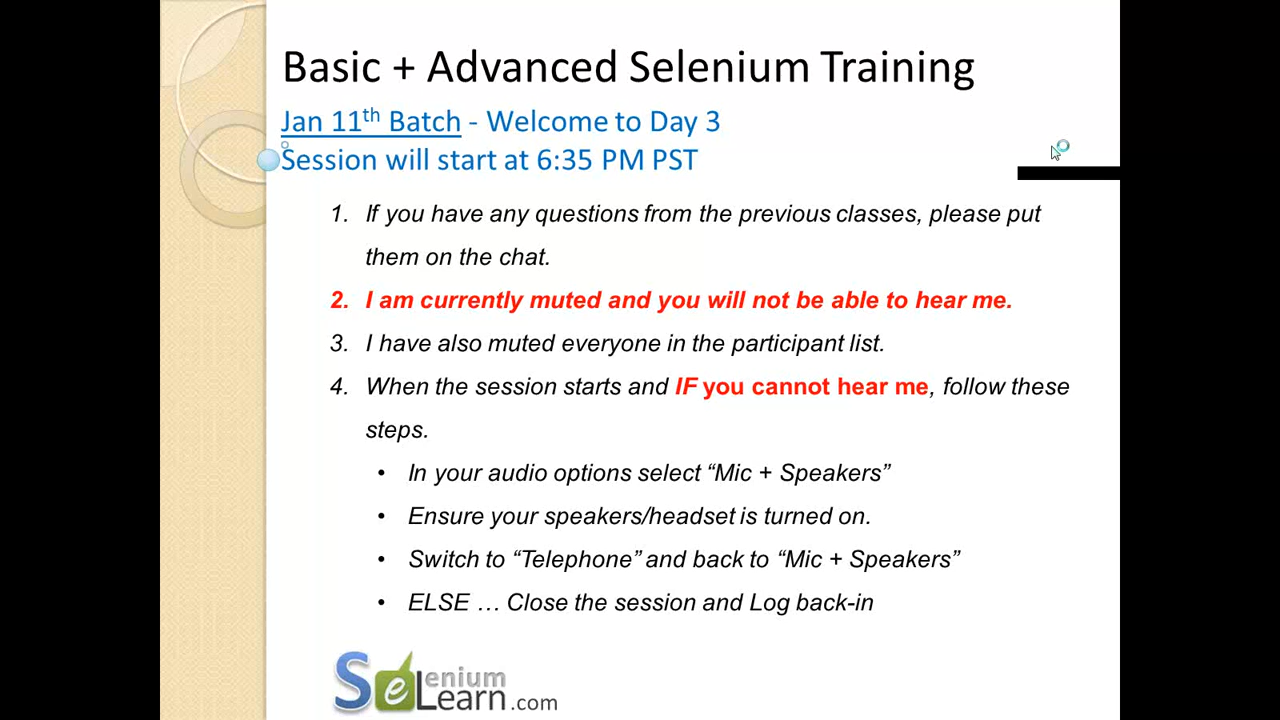 Basic + Advanced Selenium Training
Jan 11th Batch - Welcome to Day 3
Session will start at 6:35 PM PST
1. If you have any questions from the previous classes, please put
them on the chat.
2. I am currently muted and you will not be able to hear me.
3. I have also muted everyone in the participant list.
4. When the session starts and IF you cannot hear me, follow these
steps.
• In your audio options select “Mic + Speakers”
• Ensure your speakers/headset is turned on.
• Switch to “Telephone” and back to “Mic + Speakers”
• ELSE … Close the session and Log back-in
Selenium
Learn.com